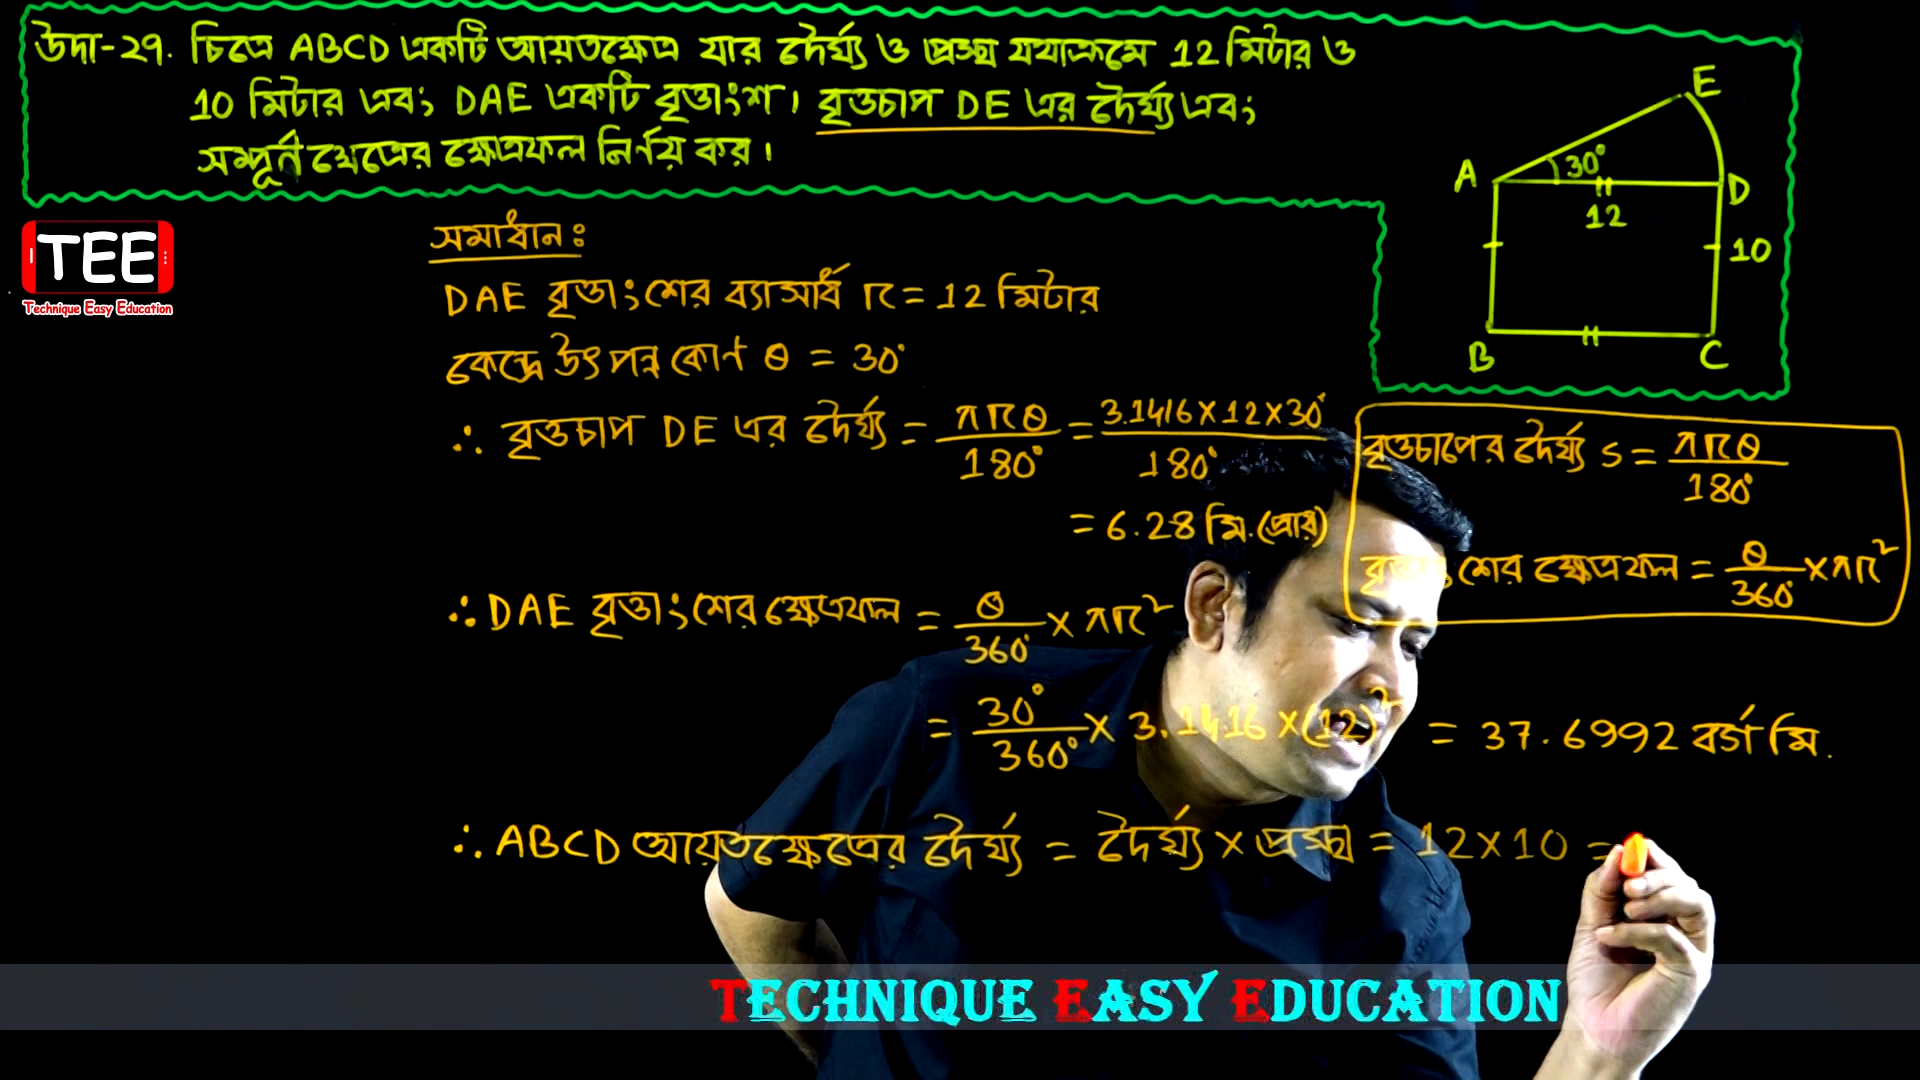 উদা-২৭. চিত্রে ABCD একটি আয়তক্ষেত্র যার দৈর্ঘ্য ও প্রস্থ যথাক্রমে 12 মিটার ও
10 মিটার এবং DAE একটি বৃত্তাংশ। বৃত্তচাপ DE এর দৈর্ঘ্য এবং
সম্পূর্ন খেত্রের ক্ষেত্রফল নির্ণয় কর।
E
A 30° D
12
10
B C
TEE
Technique Easy Education
সমাধান:
DAE বৃত্তাংশের ব্যাসার্ধ r = 12 মিটার
কেন্দ্রে উৎপন্ন কোণ θ = 30°
∴ বৃত্তচাপ DE এর দৈর্ঘ্য = πrθ/180° = 3.1416×12×30°/180°
= 6.28 মি. (প্রায়)
বৃত্তচাপের দৈর্ঘ্য s = πrθ/180°
বৃত্তাংশের ক্ষেত্রফল = θ/360° × πr²
∴ DAE বৃত্তাংশের ক্ষেত্রফল = θ/360° × πr²
= 30°/360° × 3.1416 × (12)² = 37.6992 বর্গ মি.
∴ ABCD আয়তক্ষেত্রের দৈর্ঘ্য = দৈর্ঘ্য × প্রস্থ = 12×10 =
TECHNIQUE EASY EDUCATION